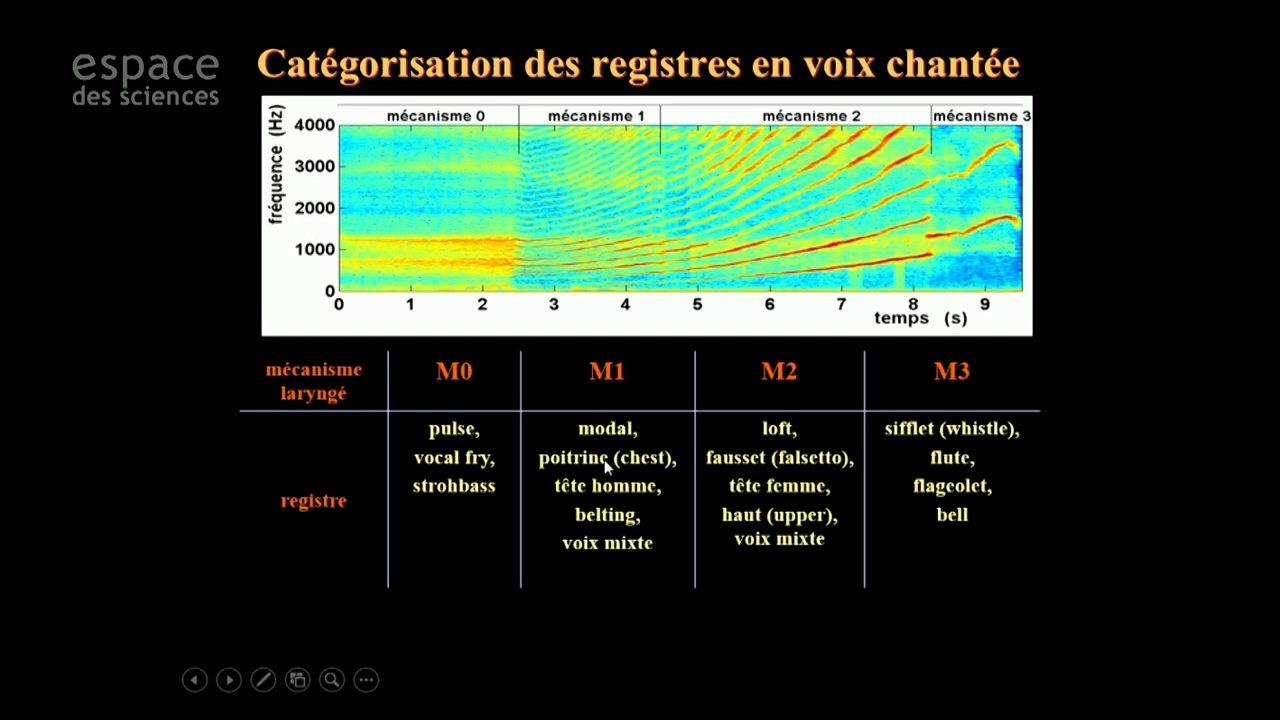 espace
des sciences
Catégorisation des registres en voix chantée
mécanisme 0 mécanisme 1 mécanisme 2 mécanisme 3
fréquence (Hz)
4000
3000
2000
1000
0
0 1 2 3 4 5 6 7 8 9
temps (s)
mécanisme
laryngé
M0 M1 M2 M3
registre
pulse,
vocal fry,
strohbass
modal,
poitrine (chest),
tête homme,
belting,
voix mixte
loft,
fausset (falsetto),
tête femme,
haut (upper),
voix mixte
sifflet (whistle),
flute,
flageolet,
bell